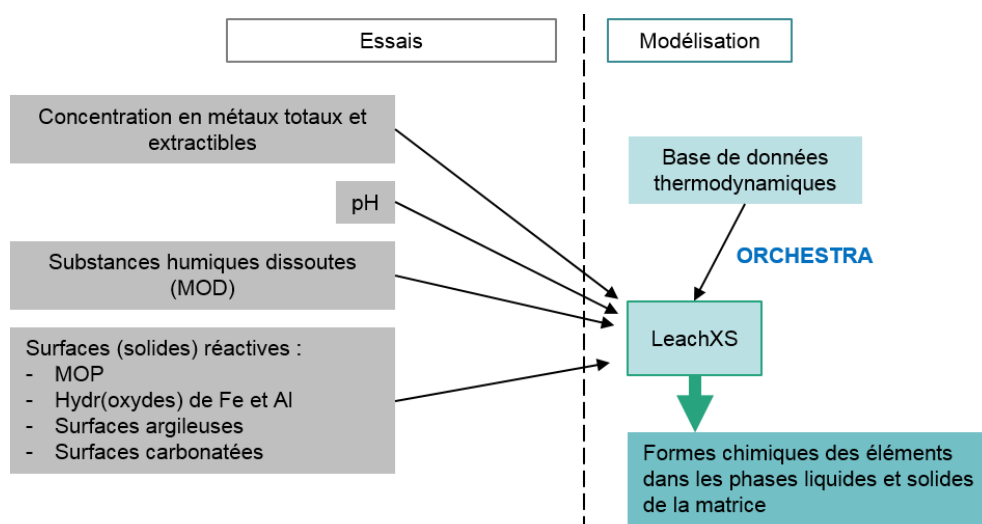 Essais
Modélisation
Concentration en métaux totaux et
extractibles
pH
Substances humiques dissoutes
(MOD)
Surfaces (solides) réactives :
- MOP
- Hydr(oxydes) de Fe et Al
- Surfaces argileuses
- Surfaces carbonatées
Base de données
thermodynamiques
ORCHESTRA
LeachXS
Formes chimiques des éléments
dans les phases liquides et solides
de la matrice